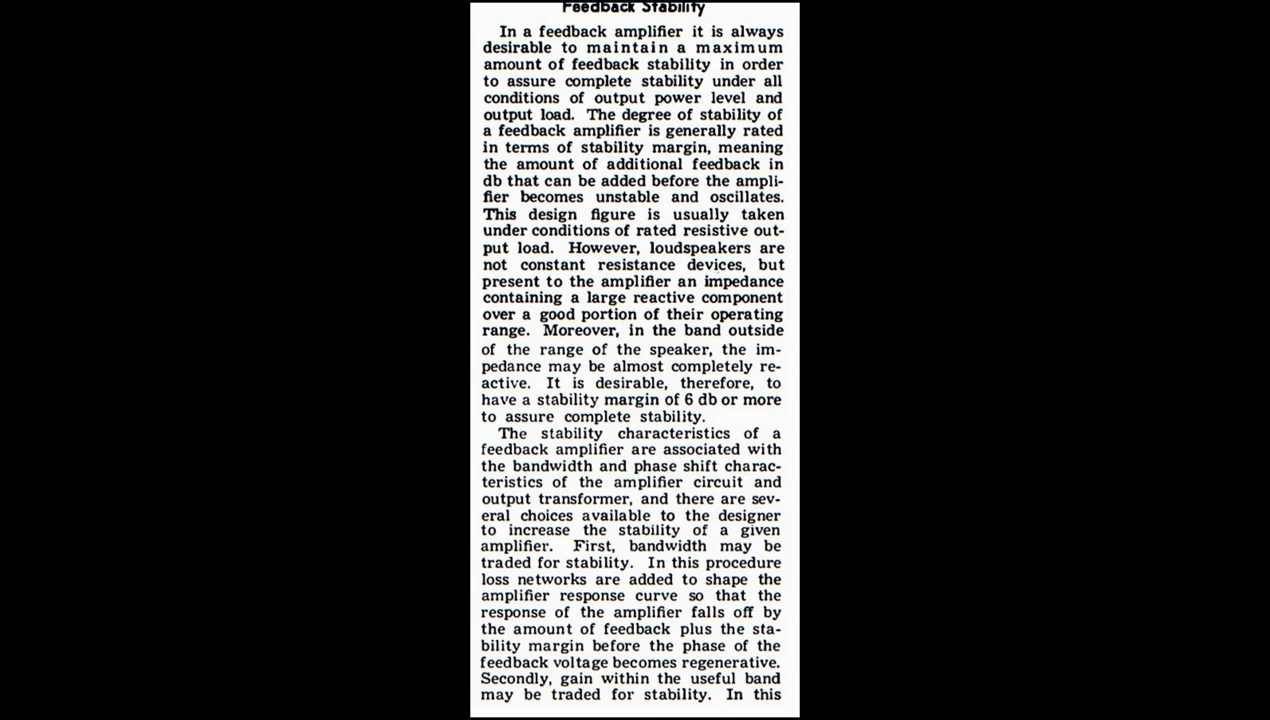 Feedback Stability
In a feedback amplifier it is always
desirable to maintain a maximum
amount of feedback stability in order
to assure complete stability under all
conditions of output power level and
output load. The degree of stability of
a feedback amplifier is generally rated
in terms of stability margin, meaning
the amount of additional feedback in
db that can be added before the ampli-
fier becomes unstable and oscillates.
This design figure is usually taken
under conditions of rated resistive out-
put load. However, loudspeakers are
not constant resistance devices, but
present to the amplifier an impedance
containing a large reactive component
over a good portion of their operating
range. Moreover, in the band outside
of the range of the speaker, the im-
pedance may be almost completely re-
active. It is desirable, therefore, to
have a stability margin of 6 db or more
to assure complete stability.
The stability characteristics of a
feedback amplifier are associated with
the bandwidth and phase shift charac-
teristics of the amplifier circuit and
output transformer, and there are sev-
eral choices available to the designer
to increase the stability of a given
amplifier. First, bandwidth may be
traded for stability. In this procedure
loss networks are added to shape the
amplifier response curve so that the
response of the amplifier falls off by
the amount of feedback plus the sta-
bility margin before the phase of the
feedback voltage becomes regenerative.
Secondly, gain within the useful band
may be traded for stability. In this